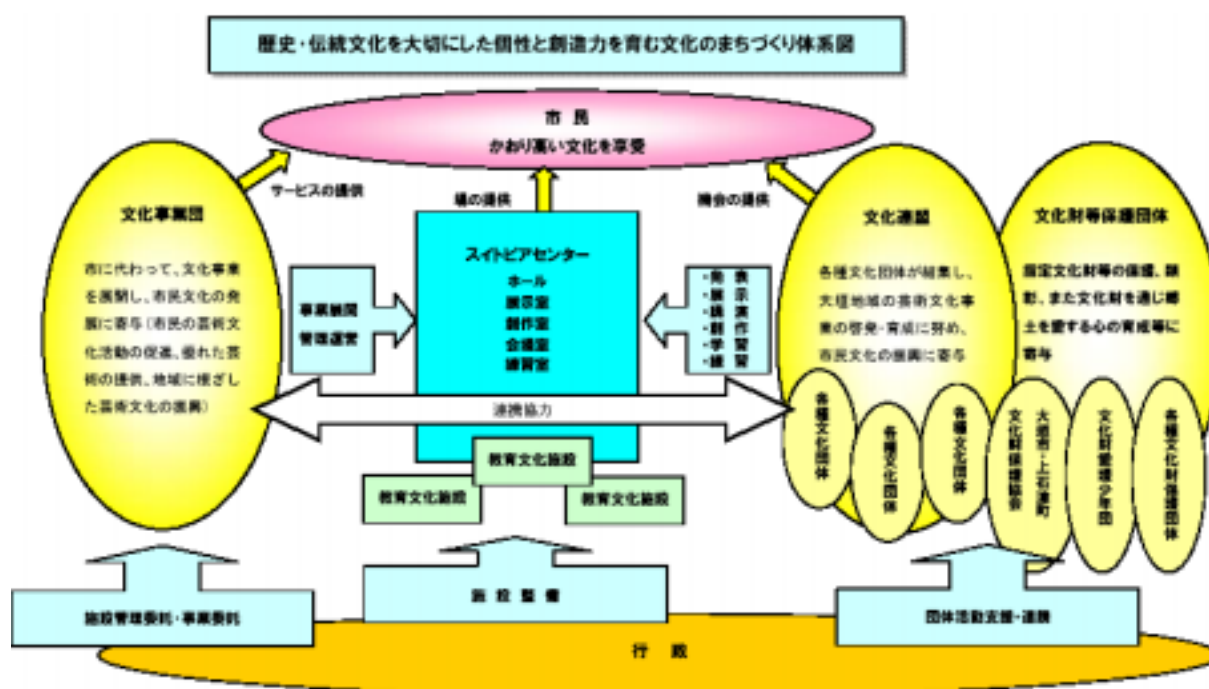 歴史・伝統文化を大切にした個性と創造力を育む文化のまちづくり体系図
市 民
かおり高い文化を享受
サービスの提供
場の提供
機会の提供
文化事業団
市に代わって、文化事業
を展開し、市民文化の発
展に寄与(市民の芸術文
化活動の促進、優れた芸
術の提供、地域に根ざし
た芸術文化の振興)
事業展開
管理運営
スイトピアセンター
ホール
展示室
創作室
会議室
練習室
・発 表
・展 示
・講 演
・創 作
・学 習
・練 習
文化連盟
各種文化団体が結集し、
大垣地域の芸術文化事
業の啓発・育成に努め、
市民文化の振興に寄与
文化財等保護団体
指定文化財等の保護、顕
彰、また文化財を通じ郷
土を愛する心の育成等に
寄与
連携協力
教育文化施設
教育文化施設
教育文化施設
各種文化団体
各種文化団体
各種文化団体
大垣市・上石津町
文化財保護協会
文化財愛護少年団
各種文化財保護団体
施設管理委託・事業委託
施 設 整 備
団体活動支援・連携
行 政